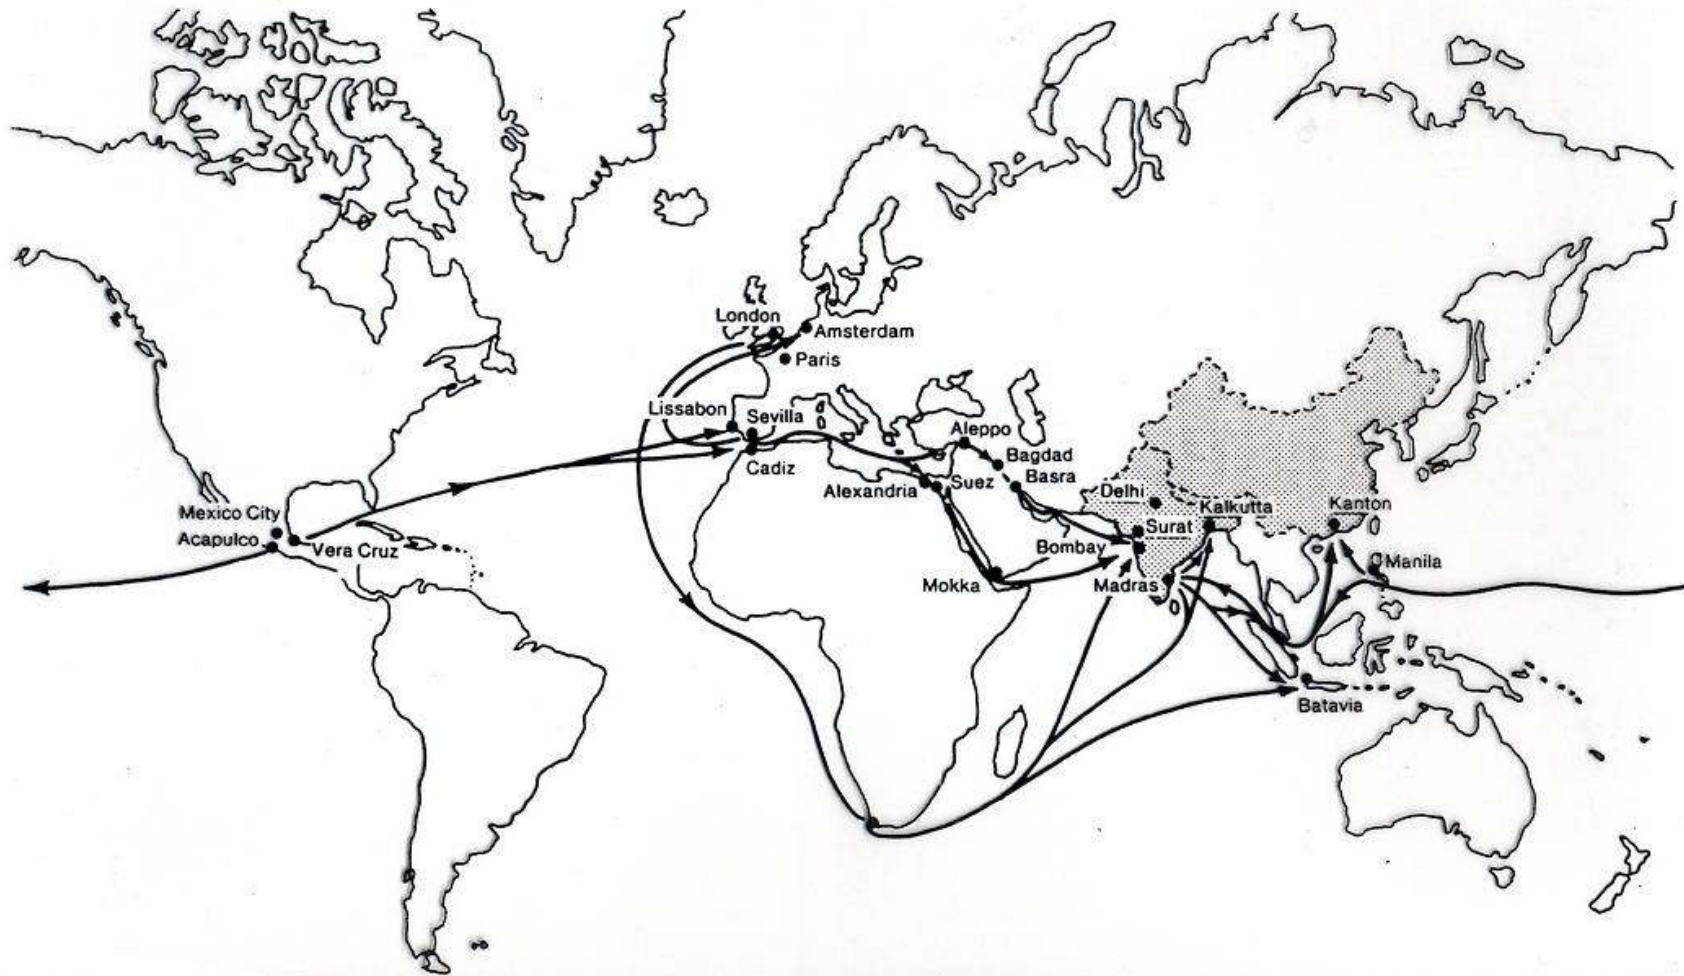 London
Amsterdam
Paris
Lissabon
Sevilla
Cadiz
Aleppo
Bagdad
Basra
Alexandria
Suez
Delhi
Kalkutta
Kanton
Mexico City
Acapulco
Vera Cruz
Surat
Bombay
Manila
Mokka
Madras
Batavia